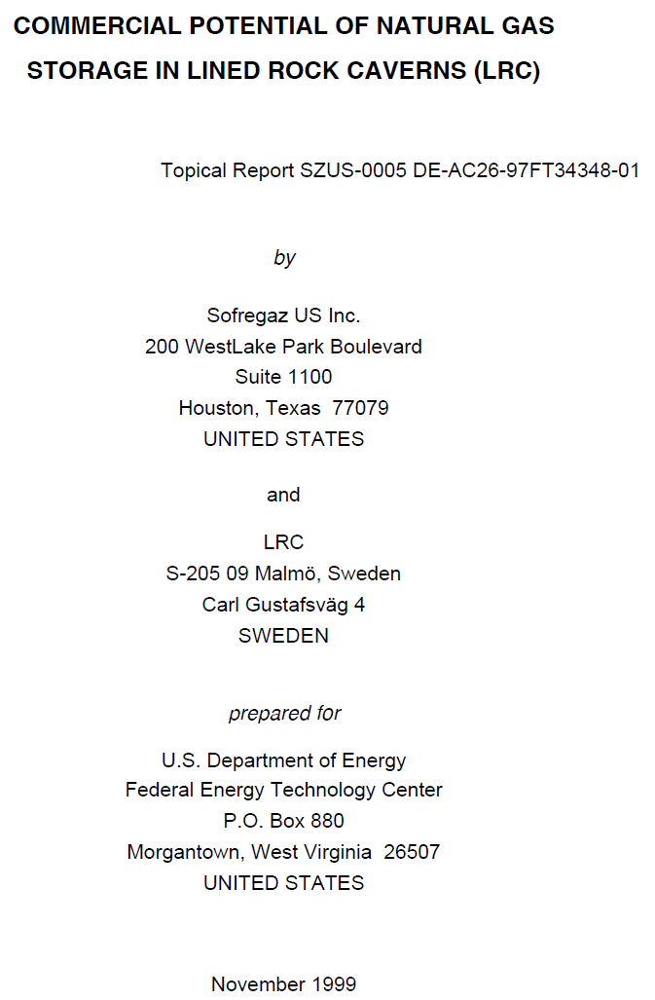 COMMERCIAL POTENTIAL OF NATURAL GAS
STORAGE IN LINED ROCK CAVERNS (LRC)
Topical Report SZUS-0005 DE-AC26-97FT34348-01
by
Sofregaz US Inc.
200 WestLake Park Boulevard
Suite 1100
Houston, Texas  77079
UNITED STATES
and
LRC
S-205 09 Malmö, Sweden
Carl Gustafsväg 4
SWEDEN
prepared for
U.S. Department of Energy
Federal Energy Technology Center
P.O. Box 880
Morgantown, West Virginia  26507
UNITED STATES
November 1999